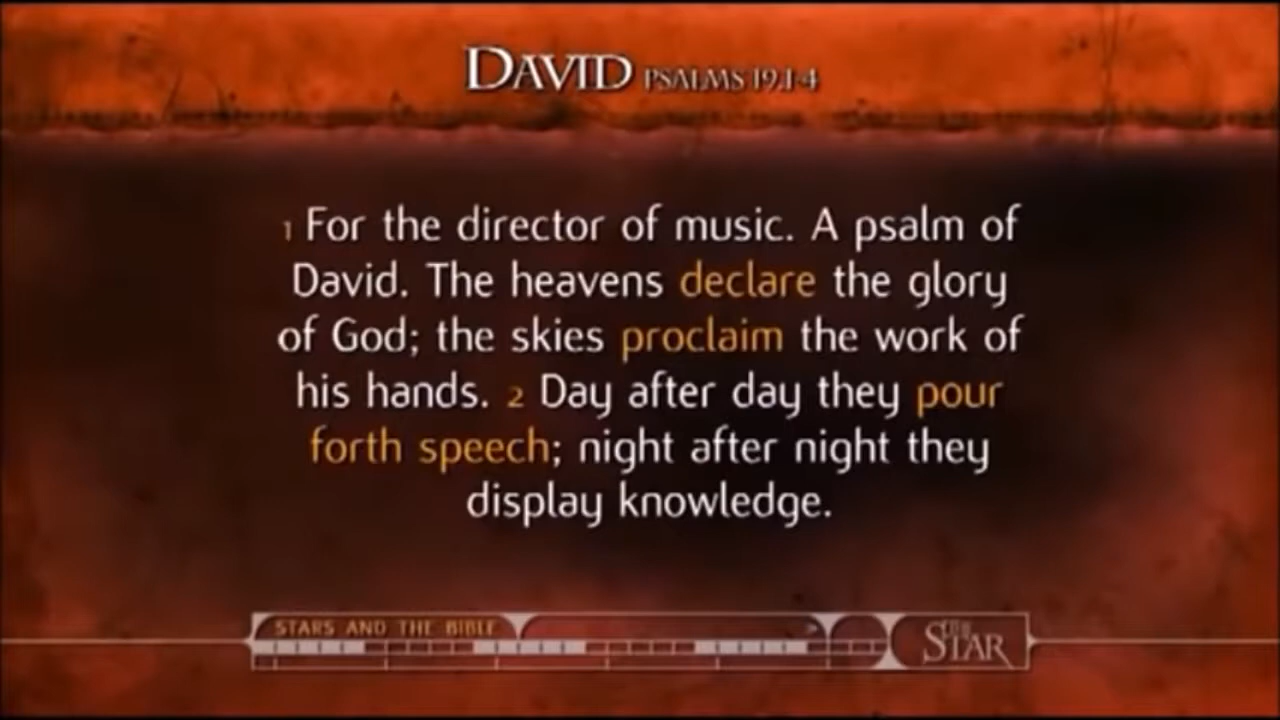 DAVID PSALMS 19.1-4
1 For the director of music. A psalm of
David. The heavens declare the glory
of God; the skies proclaim the work of
his hands. 2 Day after day they pour
forth speech; night after night they
display knowledge.
STARS AND THE BIBLE
THE STAR